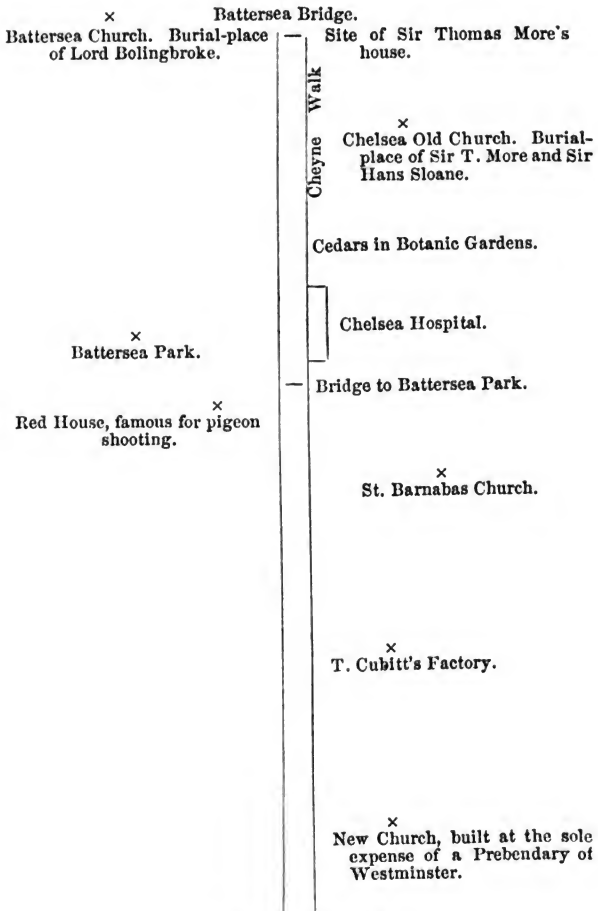 Battersea Bridge.
Battersea Church. Burial-place
of Lord Bolingbroke.
Site of Sir Thomas More's
house.
Cheyne Walk
Chelsea Old Church. Burial-
place of Sir T. More and Sir
Hans Sloane.
Cedars in Botanic Gardens.
Chelsea Hospital.
Battersea Park.
Bridge to Battersea Park.
Red House, famous for pigeon
shooting.
St. Barnabas Church.
T. Cubitt's Factory.
New Church, built at the sole
expense of a Prebendary of
Westminster.